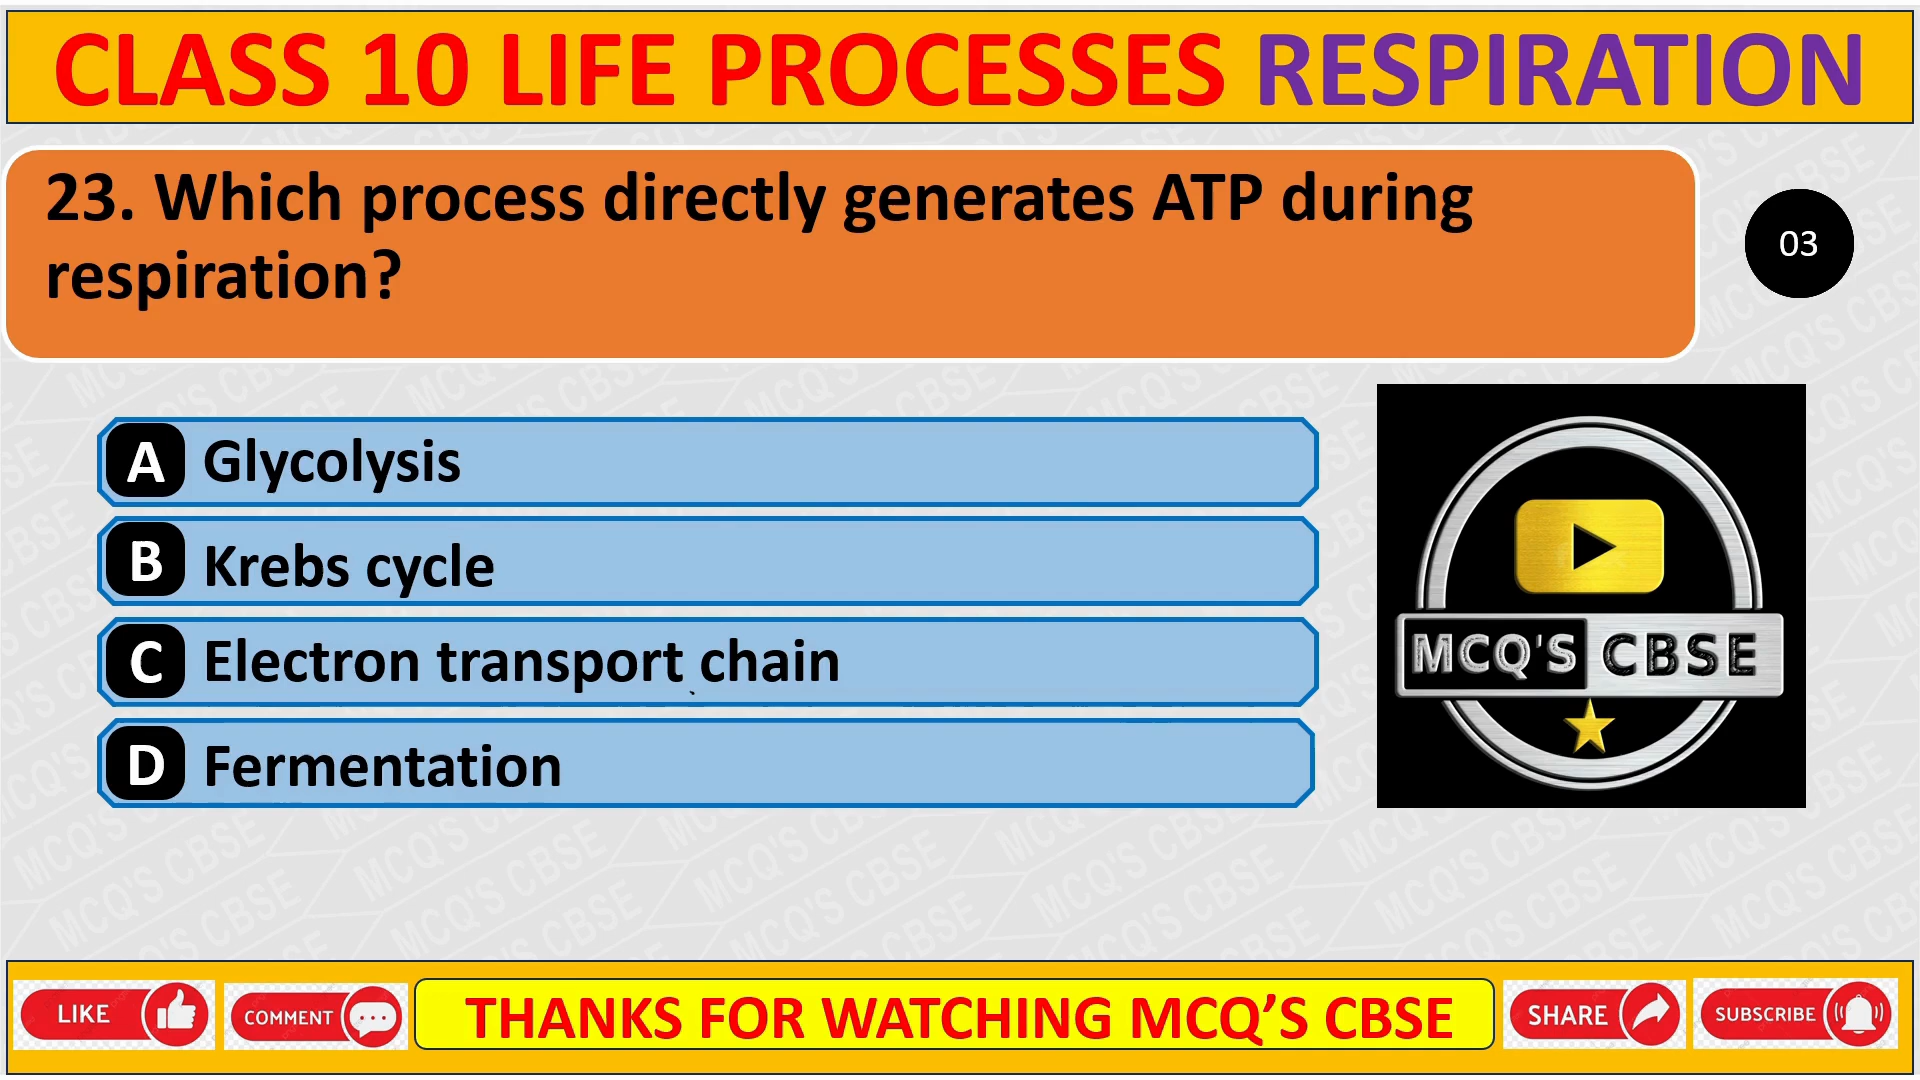 CLASS 10 LIFE PROCESSES RESPIRATION
23. Which process directly generates ATP during
respiration?
03
A Glycolysis
B Krebs cycle
C Electron transport chain
D Fermentation
MCQ'S CBSE
LIKE
COMMENT
THANKS FOR WATCHING MCQ’S CBSE
SHARE
SUBSCRIBE